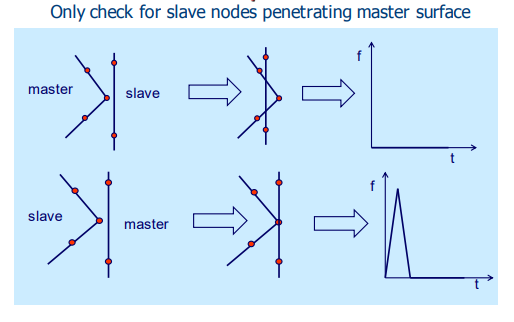 Only check for slave nodes penetrating master surface
master
slave
f
t
slave
master
f
t